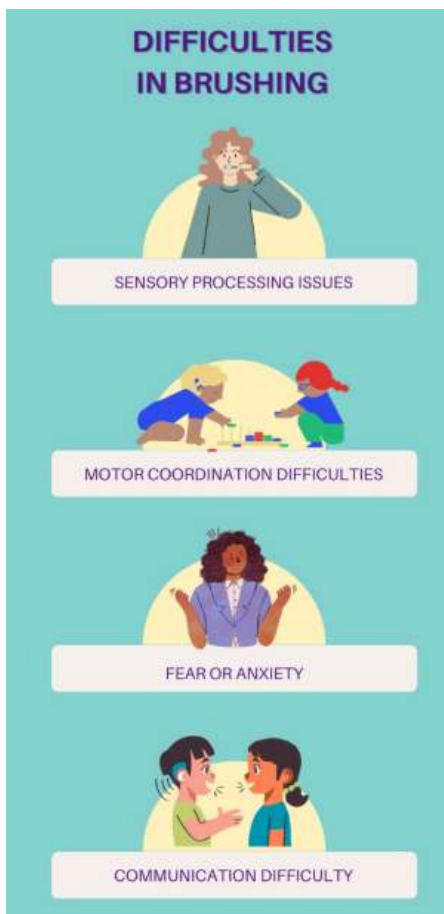 DIFFICULTIES
IN BRUSHING
SENSORY PROCESSING ISSUES
MOTOR COORDINATION DIFFICULTIES
FEAR OR ANXIETY
COMMUNICATION DIFFICULTY